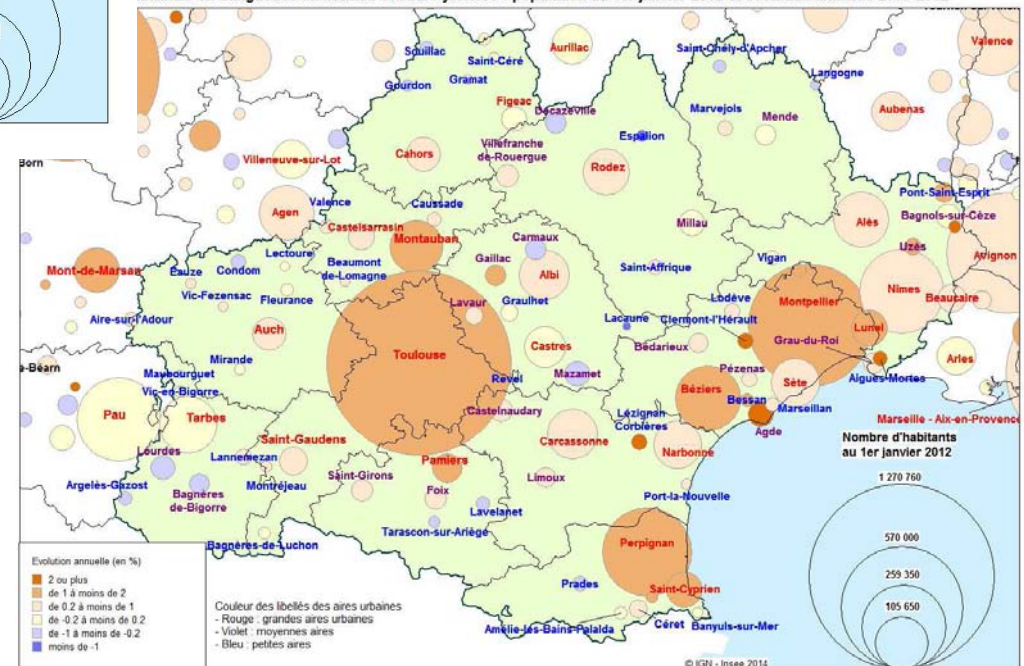 Souillac
Saint-Céré
Aurillac
Saint-Chély-d'Apcher
Valence
Gourdon
Gramat
Langogne
Figeac
Decazeville
Marvejols
Mende
Aubenas
Born
Villeneuve-sur-Lot
Cahors
Villefranche
de-Rouergue
Espalion
Rodez
Pont-Saint-Esprit
Agen
Valence
Caussade
Bagnols-sur-Cèze
Castelsarrasin
Montauban
Carmaux
Millau
Alès
Uzès
Avignon
Mont-de-Marsan
Eauze
Condom
Lectoure
Beaumont
de-Lomagne
Gaillac
Albi
Saint-Affrique
Vigan
Vic-Fezensac
Fleurance
Lavaur
Graulhet
Lodève
Montpellier
Nîmes
Beaucaire
Aire-sur-l'Adour
Auch
Lacaune
Clermont-l'Hérault
Lunel
Toulouse
Castres
Bédarieux
Grau-du-Roi
Arles
e-Béarn
Mirande
Maubourguet
Vic-en-Bigorre
Revel
Mazamet
Pézenas
Sète
Aigues-Mortes
Béziers
Bessan
Marseillan
Pau
Tarbes
Castelnaudary
Lézignan
Corbières
Agde
Marseille - Aix-en-Provence
Saint-Gaudens
Carcassonne
Narbonne
Nombre d'habitants
au 1er janvier 2012
Lourdes
Lannemezan
Pamiers
Argelès-Gazost
Bagnères
de-Bigorre
Montréjeau
Saint-Girons
Foix
Limoux
Port-la-Nouvelle
1 270 760
Lavelanet
Tarascon-sur-Ariège
570 000
Bagnères-de-Luchon
Perpignan
259 350
Prades
Saint-Cyprien
105 650
Amélie-les-Bains-Palalda
Céret
Banyuls-sur-Mer
Evolution annuelle (en %)
2 ou plus
de 1 à moins de 2
de 0.2 à moins de 1
de -0.2 à moins de 0.2
de -1 à moins de -0.2
moins de -1
Couleur des libellés des aires urbaines
- Rouge : grandes aires urbaines
- Violet : moyennes aires
- Bleu : petites aires
© IGN - Insee 2014